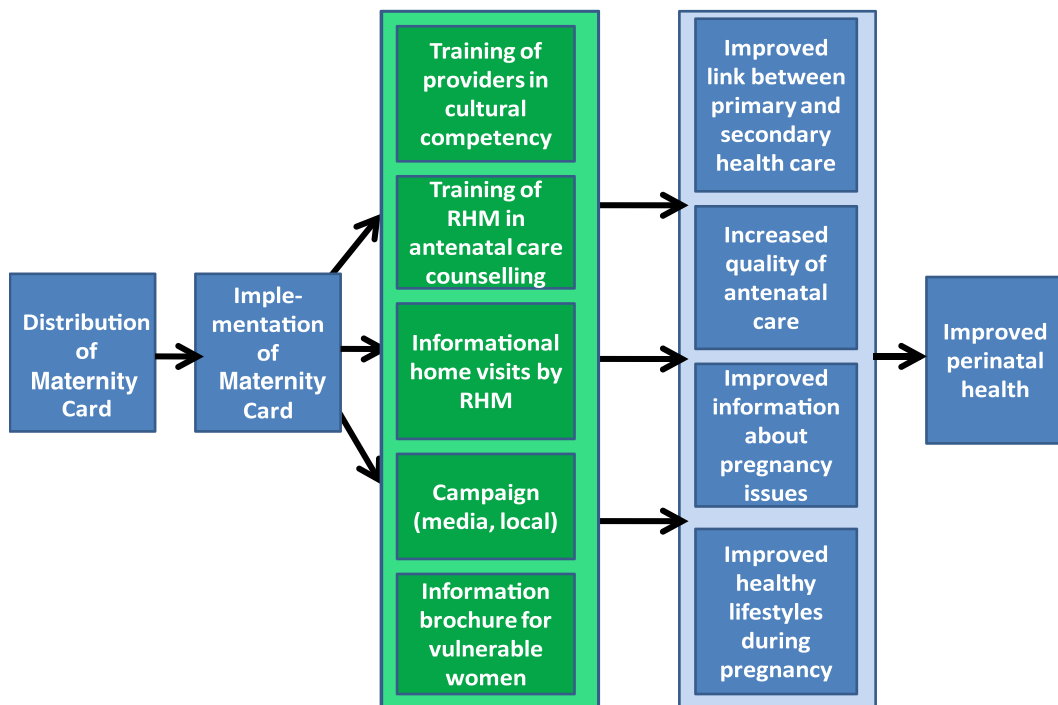 Distribution
of
Maternity
Card
Imple-
mentation
of
Maternity
Card
Training of
providers in
cultural
competency
Training of
RHM in
antenatal care
counselling
Informational
home visits by
RHM
Campaign
(media, local)
Information
brochure for
vulnerable
women
Improved
link between
primary and
secondary
health care
Increased
quality of
antenatal
care
Improved
information
about
pregnancy
issues
Improved
healthy
lifestyles
during
pregnancy
Improved
perinatal
health